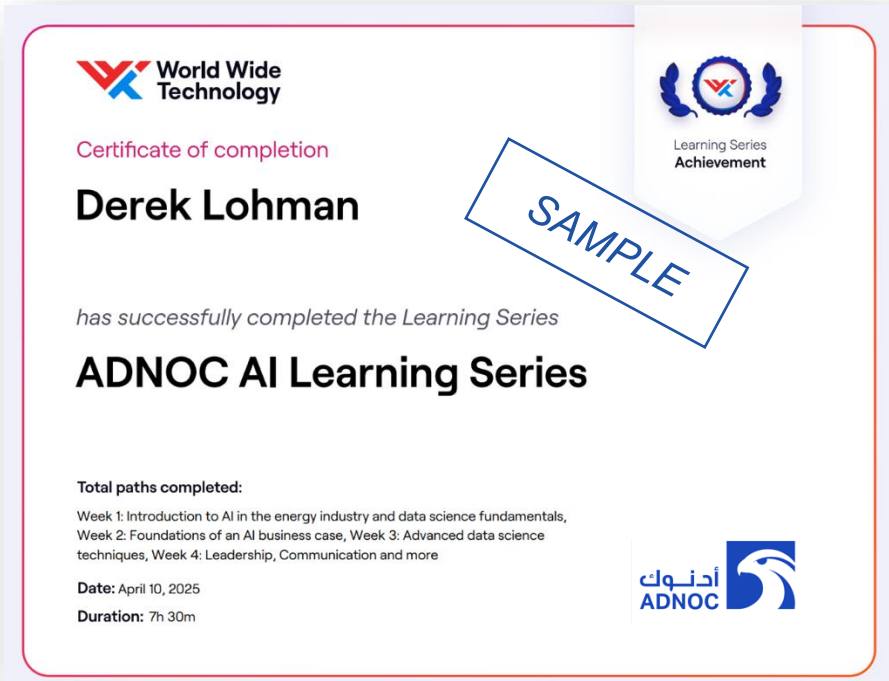 World Wide
Technology
Learning Series
Achievement
Certificate of completion
Derek Lohman
SAMPLE
has successfully completed the Learning Series
ADNOC AI Learning Series
Total paths completed:
Week 1: Introduction to AI in the energy industry and data science fundamentals,
Week 2: Foundations of an AI business case, Week 3: Advanced data science
techniques, Week 4: Leadership, Communication and more
Date: April 10, 2025
Duration: 7h 30m
أدنــوك
ADNOC